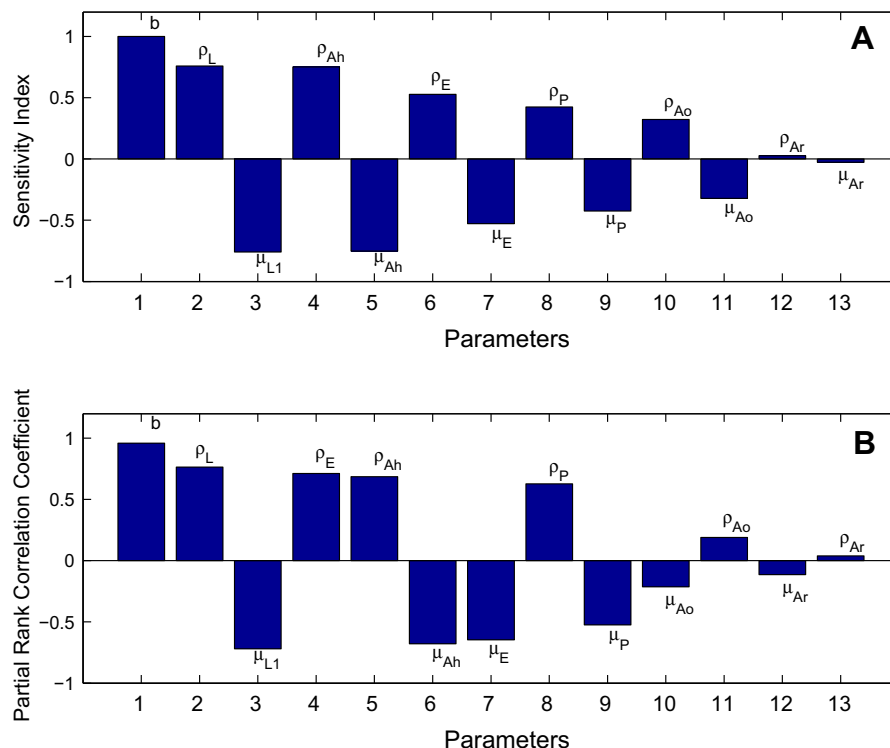 A
Sensitivity Index
1
0.5
0
−0.5
−1
b
ρL
μL1
ρAh
μAh
ρE
μE
ρP
μP
ρAo
μAo
ρAr
μAr
1 2 3 4 5 6 7 8 9 10 11 12 13
Parameters
B
Partial Rank Correlation Coefficient
1
0.5
0
−0.5
−1
b
ρL
μL1
ρE
ρAh
μAh
μE
ρP
μP
μAo
ρAo
μAr
ρAr
1 2 3 4 5 6 7 8 9 10 11 12 13
Parameters